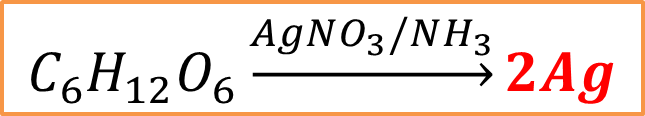 C₆H₁₂O₆ AgNO₃/NH₃ → 2Ag